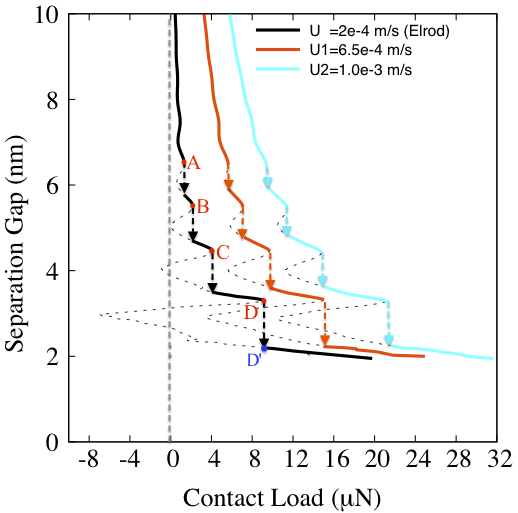 10
8
6
4
2
0
-8 -4 0 4 8 12 16 20 24 28 32
Separation Gap (nm)
Contact Load (μN)
U =2e-4 m/s (Elrod)
U1=6.5e-4 m/s
U2=1.0e-3 m/s
A
B
C
D
D'